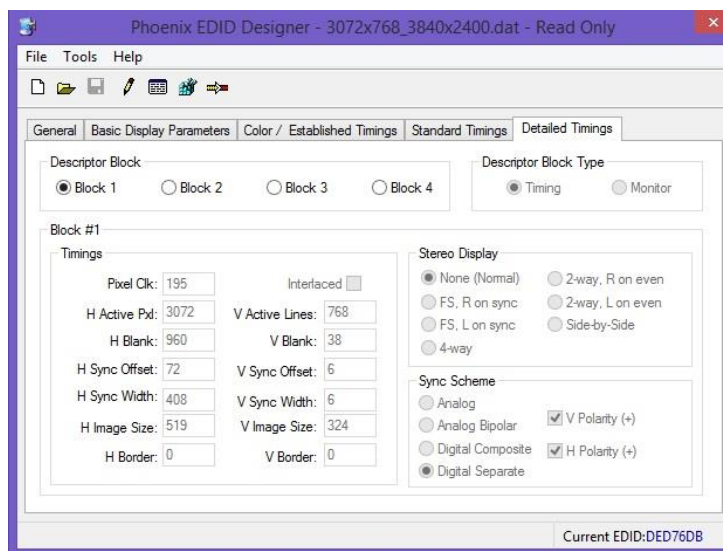 Phoenix EDID Designer - 3072x768_3840x2400.dat - Read Only
File Tools Help
General Basic Display Parameters Color / Established Timings Standard Timings Detailed Timings
Descriptor Block
Block 1 Block 2 Block 3 Block 4
Descriptor Block Type
Timing Monitor
Block #1
Timings
Pixel Clk: 195 Interlaced
H Active Pxl: 3072 V Active Lines: 768
H Blank: 960 V Blank: 38
H Sync Offset: 72 V Sync Offset: 6
H Sync Width: 408 V Sync Width: 6
H Image Size: 519 V Image Size: 324
H Border: 0 V Border: 0
Stereo Display
None (Normal) 2-way, R on even
FS, R on sync 2-way, L on even
FS, L on sync Side-by-Side
4-way
Sync Scheme
Analog
Analog Bipolar V Polarity (+)
Digital Composite H Polarity (+)
Digital Separate
Current EDID:DED76DB